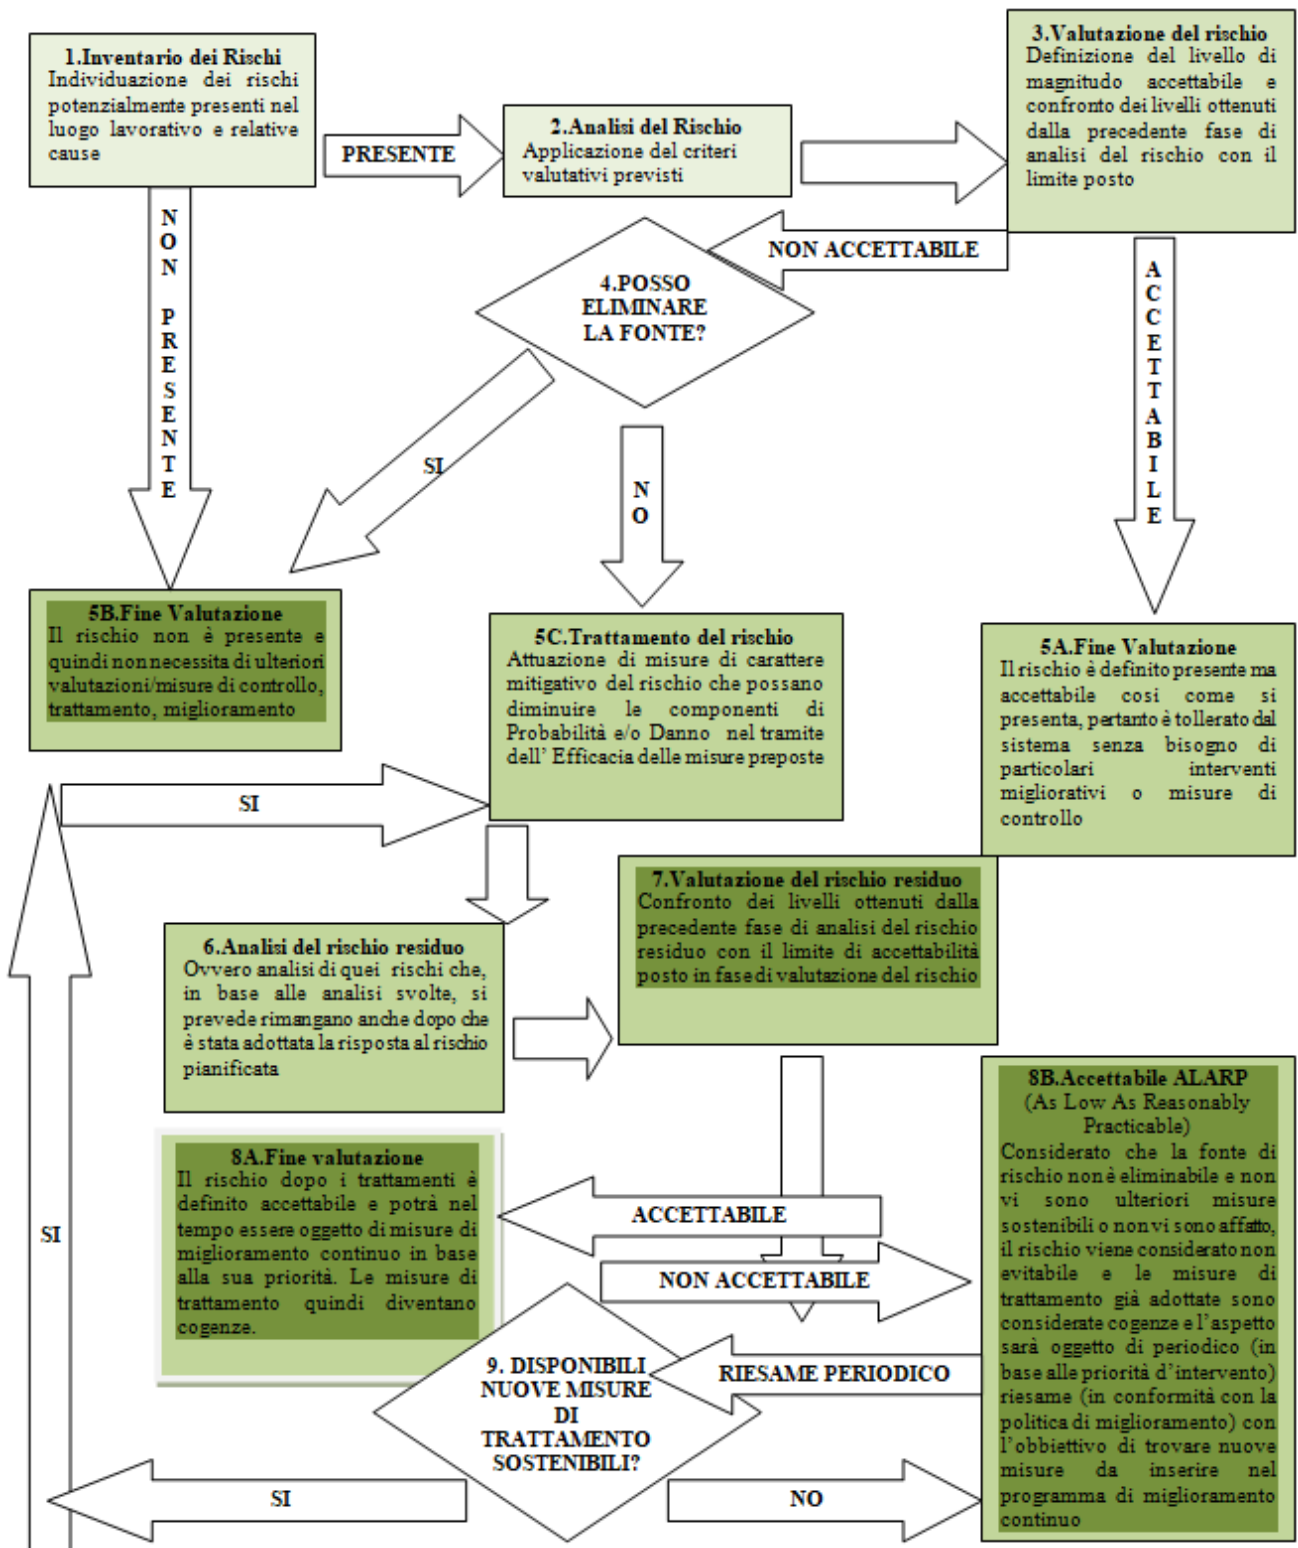 1.Inventario dei Rischi
Individuazione dei rischi
potenzialmente presenti nel
luogo lavorativo e relative
cause
PRESENTE
2.Analisi del Rischio
Applicazione del criteri
valutativi previsti
3.Valutazione del rischio
Definizione del livello di
magnitudo accettabile e
confronto dei livelli ottenuti
dalla precedente fase di
analisi del rischio con il
limite posto
NON PRESENTE
NON ACCETTABILE
ACCETTABILE
4.POSSO
ELIMINARE
LA FONTE?
SI
NO
5B.Fine Valutazione
Il rischio non è presente e
quindi non necessita di ulteriori
valutazioni/misure di controllo,
trattamento, miglioramento
5C.Trattamento del rischio
Attuazione di misure di carattere
mitigativo del rischio che possano
diminuire le componenti di
Probabilità e/o Danno nel tramite
dell' Efficacia delle misure preposte
5A.Fine Valutazione
Il rischio è definito presente ma
accettabile cosi come si
presenta, pertanto è tollerato dal
sistema senza bisogno di
particolari interventi
migliorativi o misure di
controllo
SI
7.Valutazione del rischio residuo
Confronto dei livelli ottenuti dalla
precedente fase di analisi del rischio
residuo con il limite di accettabilità
posto in fase di valutazione del rischio
6.Analisi del rischio residuo
Ovvero analisi di quei rischi che,
in base alle analisi svolte, si
prevede rimangano anche dopo che
è stata adottata la risposta al rischio
pianificata
8A.Fine valutazione
Il rischio dopo i trattamenti è
definito accettabile e potrà nel
tempo essere oggetto di misure di
miglioramento continuo in base
alla sua priorità. Le misure di
trattamento quindi diventano
cogenze.
ACCETTABILE
NON ACCETTABILE
8B.Accettabile ALARP
(As Low As Reasonably
Practicable)
Considerato che la fonte di
rischio non è eliminabile e non
vi sono ulteriori misure
sostenibili o non vi sono affatto,
il rischio viene considerato non
evitabile e le misure di
trattamento già adottate sono
considerate cogenze e l'aspetto
sarà oggetto di periodico (in
base alle priorità d'intervento)
riesame (in conformità con la
politica di miglioramento) con
l'obbiettivo di trovare nuove
misure da inserire nel
programma di miglioramento
continuo
SI
RIESAME PERIODICO
9. DISPONIBILI
NUOVE MISURE
DI
TRATTAMENTO
SOSTENIBILI?
SI
NO